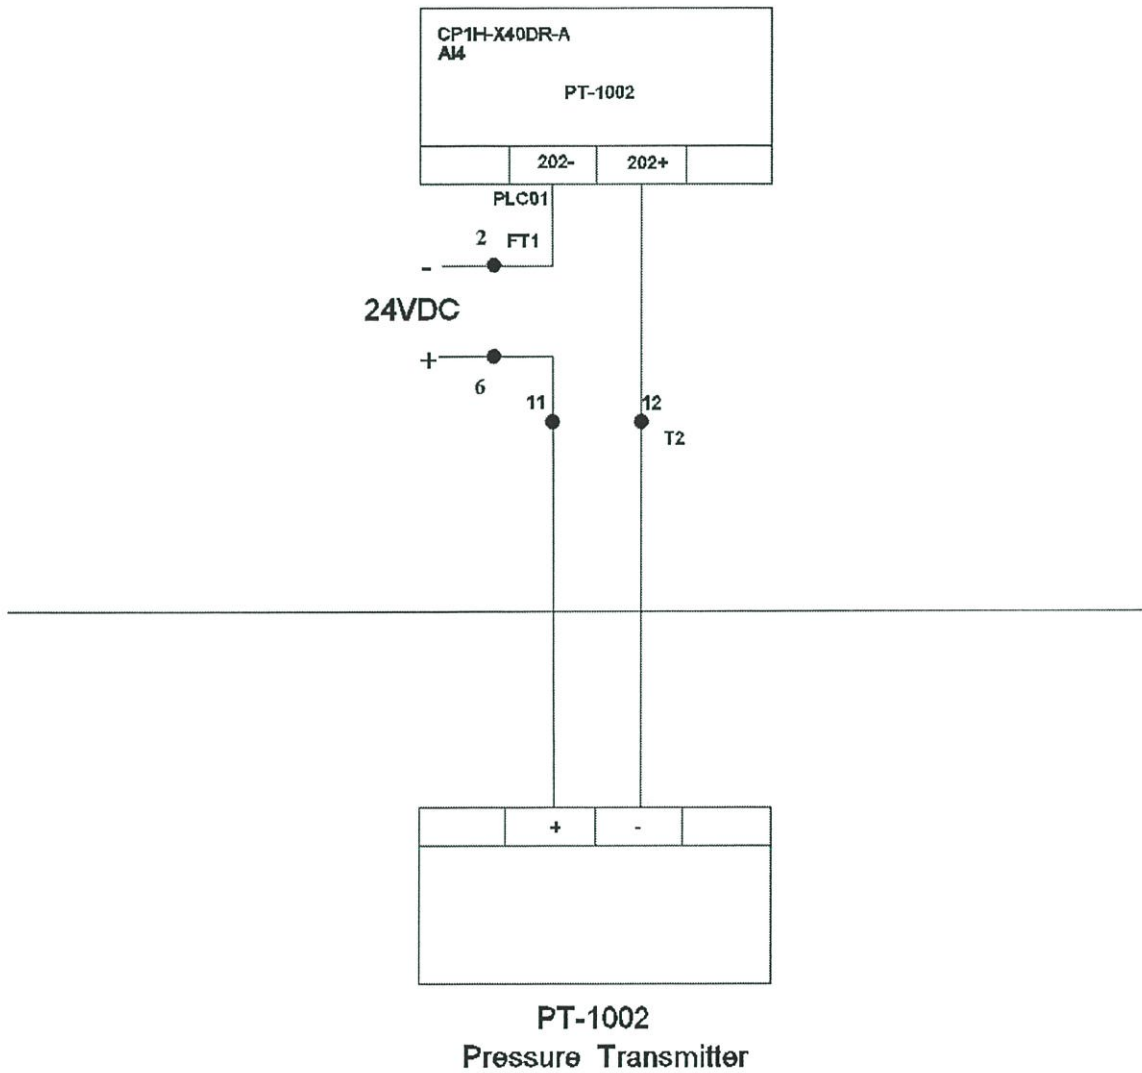 CP1H-X40DR-A
AI4
PT-1002
202- 202+
PLC01
2 FT1
-
24VDC
+
6
11 12
T2
+ -
PT-1002
Pressure Transmitter